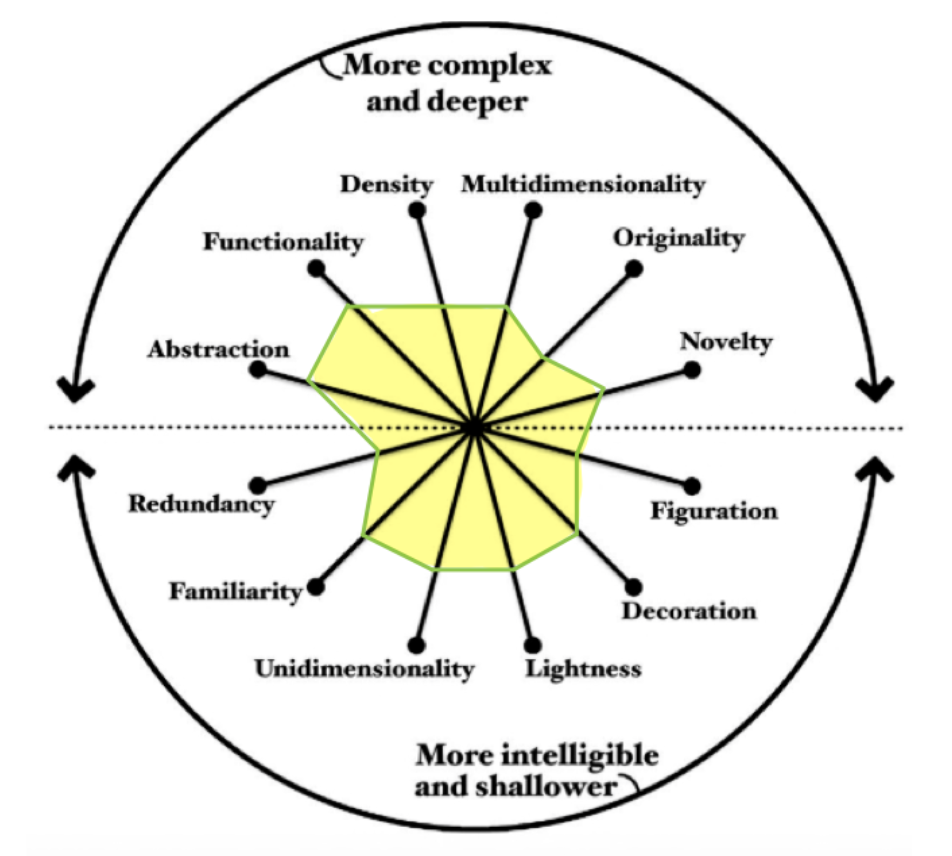 More complex
and deeper
Density
Multidimensionality
Functionality
Originality
Abstraction
Novelty
Redundancy
Figuration
Familiarity
Decoration
Unidimensionality
Lightness
More intelligible
and shallower